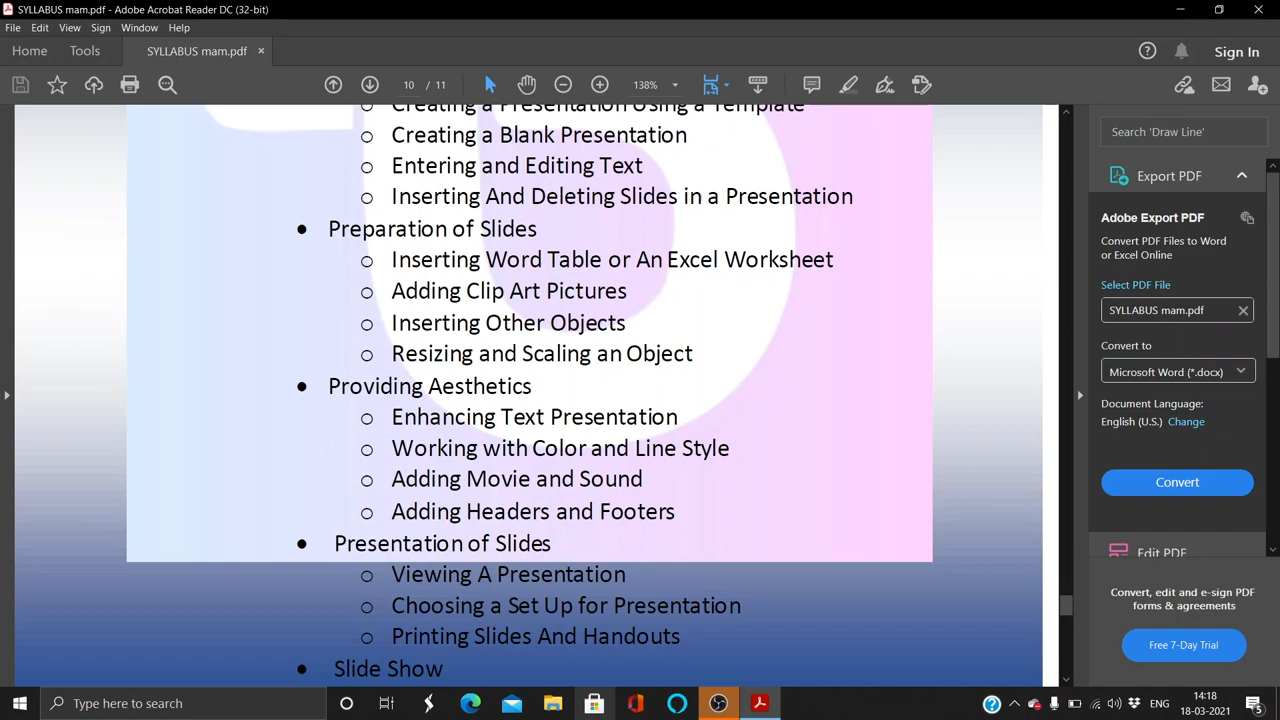 SYLLABUS mam.pdf - Adobe Acrobat Reader DC (32-bit)
File Edit View Sign Window Help
Home Tools SYLLABUS mam.pdf × Sign In
10 / 11 138%
Creating a Presentation Using a Template
Creating a Blank Presentation
Entering and Editing Text
Inserting And Deleting Slides in a Presentation
Preparation of Slides
Inserting Word Table or An Excel Worksheet
Adding Clip Art Pictures
Inserting Other Objects
Resizing and Scaling an Object
Providing Aesthetics
Enhancing Text Presentation
Working with Color and Line Style
Adding Movie and Sound
Adding Headers and Footers
Presentation of Slides
Viewing A Presentation
Choosing a Set Up for Presentation
Printing Slides And Handouts
Slide Show
Search 'Draw Line'
Export PDF
Adobe Export PDF
Convert PDF Files to Word
or Excel Online
Select PDF File
SYLLABUS mam.pdf
Convert to
Microsoft Word (*.docx)
Document Language:
English (U.S.) Change
Convert
Edit PDF
Convert, edit and e-sign PDF
forms & agreements
Free 7-Day Trial
Type here to search
ENG
14:18
18-03-2021
5